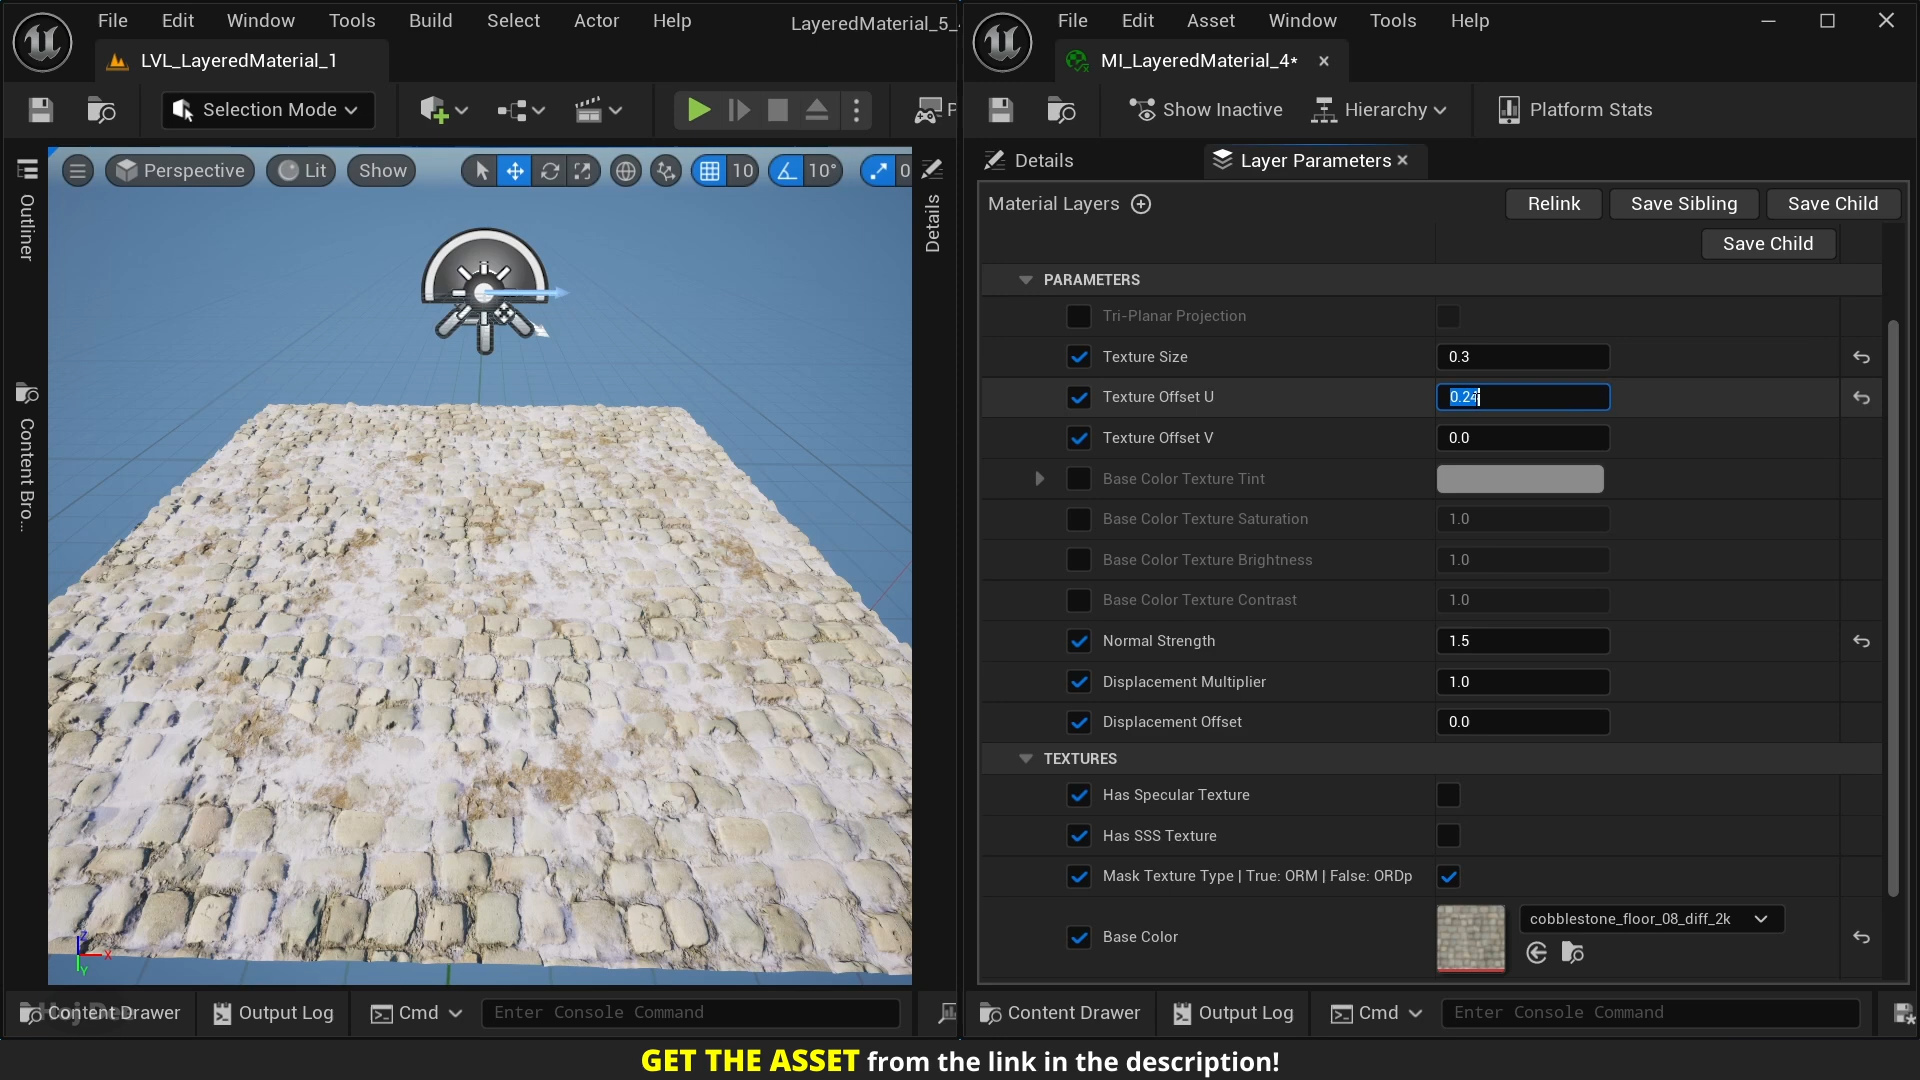 File Edit Window Tools Build Select Actor Help LayeredMaterial_5_
LVL_LayeredMaterial_1
Selection Mode
Perspective Lit Show 10 10° 0
Outliner
Content Bro...
Details
Content Drawer Output Log Cmd Enter Console Command
File Edit Asset Window Tools Help
MI_LayeredMaterial_4*
Show Inactive Hierarchy Platform Stats
Details Layer Parameters
Material Layers Relink Save Sibling Save Child
Save Child
PARAMETERS
Tri-Planar Projection
Texture Size 0.3
Texture Offset U 0.24
Texture Offset V 0.0
Base Color Texture Tint
Base Color Texture Saturation 1.0
Base Color Texture Brightness 1.0
Base Color Texture Contrast 1.0
Normal Strength 1.5
Displacement Multiplier 1.0
Displacement Offset 0.0
TEXTURES
Has Specular Texture
Has SSS Texture
Mask Texture Type | True: ORM | False: ORDp
Base Color cobblestone_floor_08_diff_2k
Content Drawer Output Log Cmd Enter Console Command
Z
X
Y
GET THE ASSET from the link in the description!